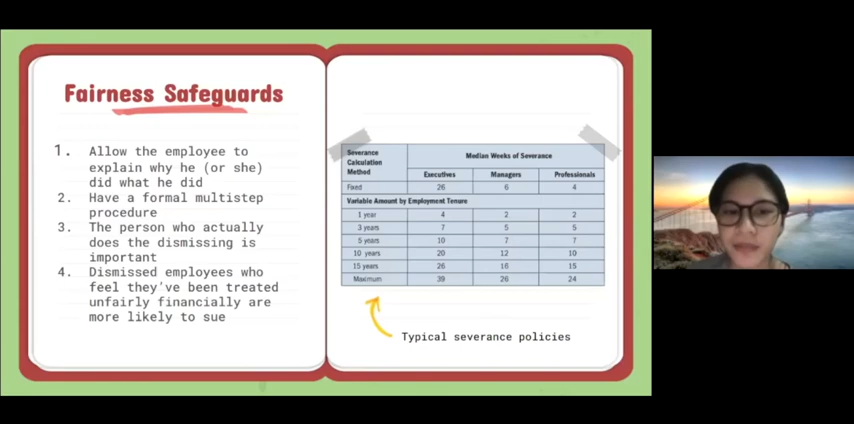 Fairness Safeguards
1. Allow the employee to
explain why he (or she)
did what he did
2. Have a formal multistep
procedure
3. The person who actually
does the dismissing is
important
4. Dismissed employees who
feel they've been treated
unfairly financially are
more likely to sue
Severance Calculation Method
Median Weeks of Severance
Executives Managers Professionals
Fixed 26 6 4
Variable Amount by Employment Tenure
1 year 4 2 2
3 years 7 5 5
5 years 10 7 7
10 years 20 12 10
15 years 26 16 15
Maximum 39 26 24
Typical severance policies